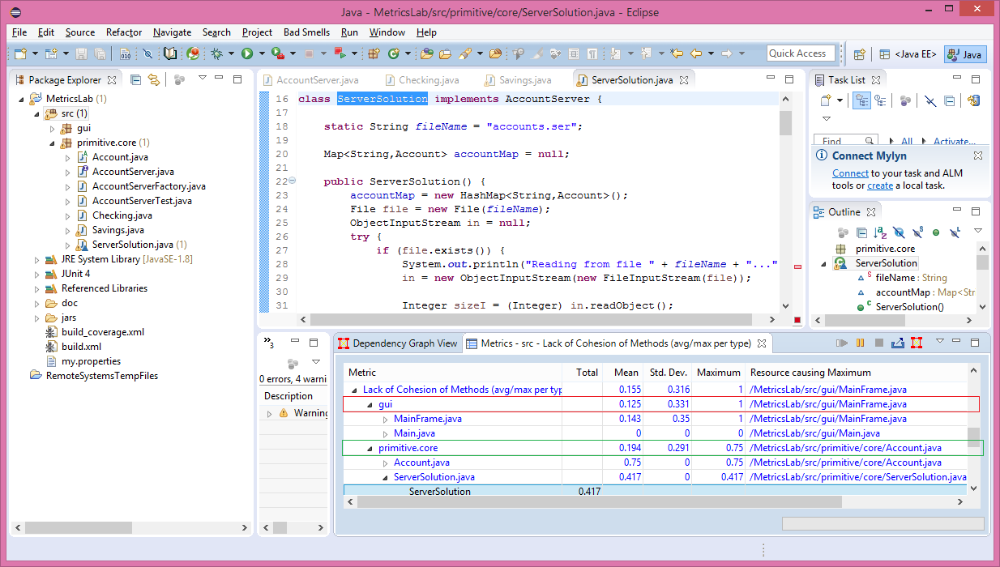 Java - MetricsLab/src/primitive/core/ServerSolution.java - Eclipse
File Edit Source Refactor Navigate Search Project Bad Smells Run Window Help
Quick Access <Java EE> Java
Package Explorer
MetricsLab (1)
src (1)
gui
primitive.core (1)
Account.java
AccountServer.java
AccountServerFactory.java
AccountServerTest.java
Checking.java
Savings.java
ServerSolution.java (1)
JRE System Library [JavaSE-1.8]
JUnit 4
Referenced Libraries
doc
jars
build_coverage.xml
build.xml
my.properties
RemoteSystemsTempFiles
AccountServer.java Checking.java Savings.java ServerSolution.java
16 class ServerSolution implements AccountServer {
17
18 static String fileName = "accounts.ser";
19
20 Map<String,Account> accountMap = null;
21
22 public ServerSolution() {
23 accountMap = new HashMap<String,Account>();
24 File file = new File(fileName);
25 ObjectInputStream in = null;
26 try {
27 if (file.exists()) {
28 System.out.println("Reading from file " + fileName + "..."
29 in = new ObjectInputStream(new FileInputStream(file));
30
31 Integer sizeI = (Integer) in.readObject();
Task List
Find All Activate...
Connect Mylyn
Connect to your task and ALM
tools or create a local task.
Outline
primitive.core
ServerSolution
fileName : String
accountMap : Map<Str
ServerSolution()
3
0 errors, 4 warni
Description
Warning
Dependency Graph View Metrics - src - Lack of Cohesion of Methods (avg/max per type)
Metric Total Mean Std. Dev. Maximum Resource causing Maximum
Lack of Cohesion of Methods (avg/max per typ 0.155 0.316 1 /MetricsLab/src/gui/MainFrame.java
gui 0.125 0.331 1 /MetricsLab/src/gui/MainFrame.java
MainFrame.java 0.143 0.35 1 /MetricsLab/src/gui/MainFrame.java
Main.java 0 0 0 /MetricsLab/src/gui/Main.java
primitive.core 0.194 0.291 0.75 /MetricsLab/src/primitive/core/Account.java
Account.java 0.75 0 0.75 /MetricsLab/src/primitive/core/Account.java
ServerSolution.java 0.417 0 0.417 /MetricsLab/src/primitive/core/ServerSolution.java
ServerSolution 0.417